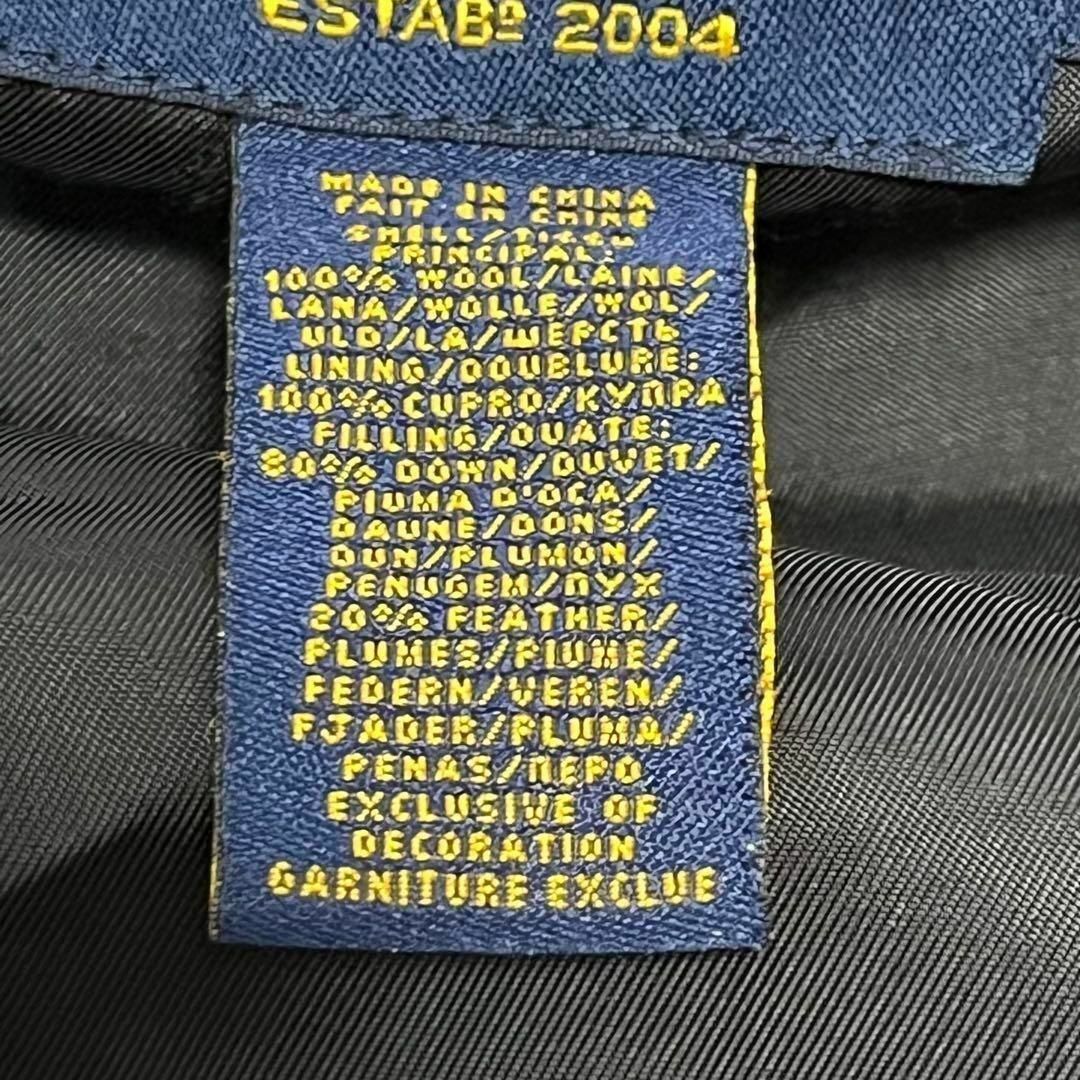 ESTABD 2004
MADE IN CHINA
FAIT EN CHINE
SHELL/TISSU
PRINCIPAL:
100% WOOL/LAINE/
LANA/WOLLE/WOL/
ULD/LA/ШЕРСТЬ
LINING/DOUBLURE:
100% CUPRO/КУПРА
FILLING/OUATE:
80% DOWN/DUVET/
PIUMA D'OCA/
DAUNE/DONS/
DUN/PLUMON/
PENUGEM/ПУХ
20% FEATHER/
PLUMES/PIUME/
FEDERN/VEREN/
FJADER/PLUMA/
PENAS/ПЕРО
EXCLUSIVE OF
DECORATION
GARNITURE EXCLUE